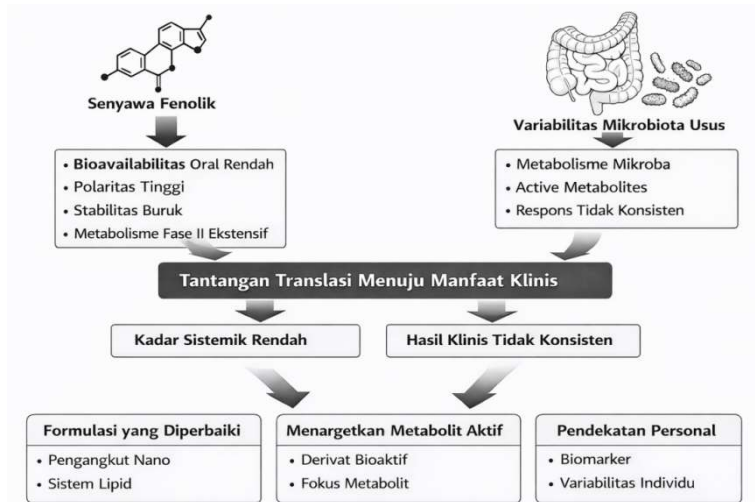 Senyawa Fenolik
Variabilitas Mikrobiota Usus
• Bioavailabilitas Oral Rendah
• Polaritas Tinggi
• Stabilitas Buruk
• Metabolisme Fase II Ekstensif
• Metabolisme Mikroba
• Active Metabolites
• Respons Tidak Konsisten
Tantangan Translasi Menuju Manfaat Klinis
Kadar Sistemik Rendah
Hasil Klinis Tidak Konsisten
Formulasi yang Diperbaiki
• Pengangkut Nano
• Sistem Lipid
Menargetkan Metabolit Aktif
• Derivat Bioaktif
• Fokus Metabolit
Pendekatan Personal
• Biomarker
• Variabilitas Individu